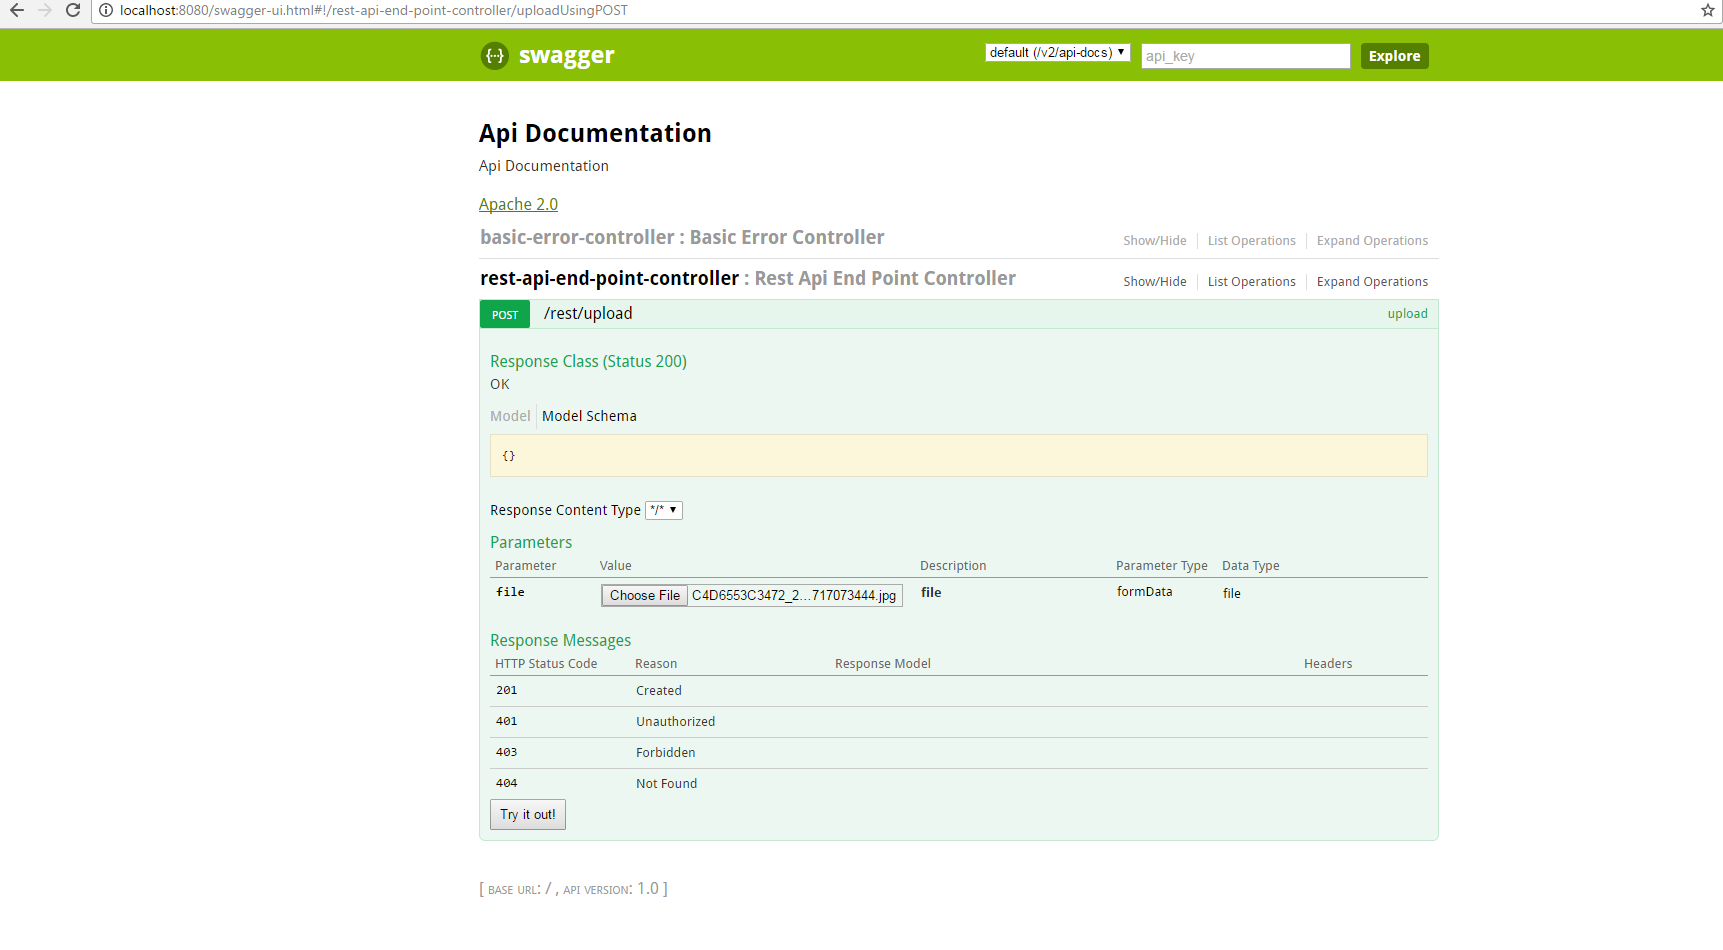 localhost:8080/swagger-ui.html#!/rest-api-end-point-controller/uploadUsingPOST
{··} swagger default (/v2/api-docs) api_key Explore
Api Documentation
Api Documentation
Apache 2.0
basic-error-controller : Basic Error Controller Show/Hide List Operations Expand Operations
rest-api-end-point-controller : Rest Api End Point Controller Show/Hide List Operations Expand Operations
POST /rest/upload upload
Response Class (Status 200)
OK
Model Model Schema
{}
Response Content Type */*
Parameters
Parameter Value Description Parameter Type Data Type
file Choose File C4D6553C3472_2...717073444.jpg file formData file
Response Messages
HTTP Status Code Reason Response Model Headers
201 Created
401 Unauthorized
403 Forbidden
404 Not Found
Try it out!
[ BASE URL: / , API VERSION: 1.0 ]